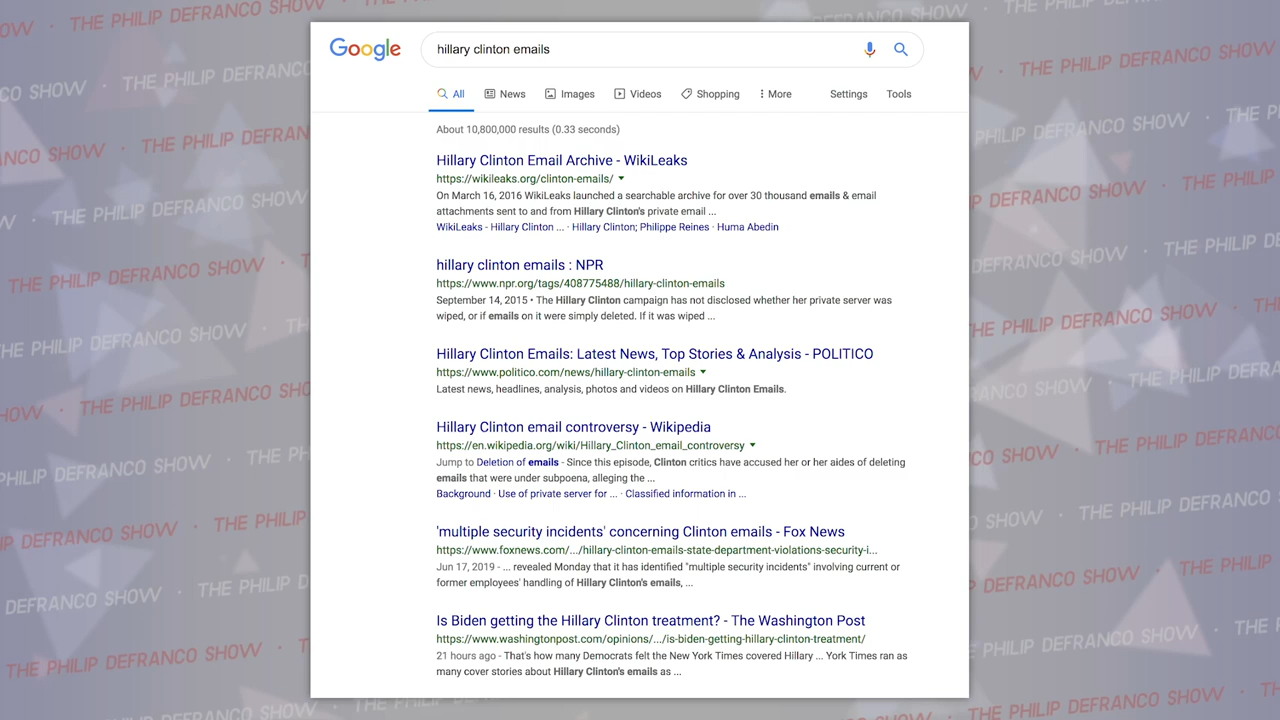 THE PHILIP DEFRANCO SHOW
Google
hillary clinton emails
All
News
Images
Videos
Shopping
More
Settings
Tools
About 10,800,000 results (0.33 seconds)
Hillary Clinton Email Archive - WikiLeaks
https://wikileaks.org/clinton-emails/
On March 16, 2016 WikiLeaks launched a searchable archive for over 30 thousand emails & email
attachments sent to and from Hillary Clinton's private email ...
WikiLeaks - Hillary Clinton ... · Hillary Clinton; Philippe Reines · Huma Abedin
hillary clinton emails : NPR
https://www.npr.org/tags/408775488/hillary-clinton-emails
September 14, 2015 • The Hillary Clinton campaign has not disclosed whether her private server was
wiped, or if emails on it were simply deleted. If it was wiped ...
Hillary Clinton Emails: Latest News, Top Stories & Analysis - POLITICO
https://www.politico.com/news/hillary-clinton-emails
Latest news, headlines, analysis, photos and videos on Hillary Clinton Emails.
Hillary Clinton email controversy - Wikipedia
https://en.wikipedia.org/wiki/Hillary_Clinton_email_controversy
Jump to Deletion of emails - Since this episode, Clinton critics have accused her or her aides of deleting
emails that were under subpoena, alleging the ...
Background · Use of private server for ... · Classified information in ...
'multiple security incidents' concerning Clinton emails - Fox News
https://www.foxnews.com/.../hillary-clinton-emails-state-department-violations-security-i...
Jun 17, 2019 - ... revealed Monday that it has identified "multiple security incidents" involving current or
former employees' handling of Hillary Clinton's emails, ...
Is Biden getting the Hillary Clinton treatment? - The Washington Post
https://www.washingtonpost.com/opinions/.../is-biden-getting-hillary-clinton-treatment/
21 hours ago - That's how many Democrats felt the New York Times covered Hillary ... York Times ran as
many cover stories about Hillary Clinton's emails as ...